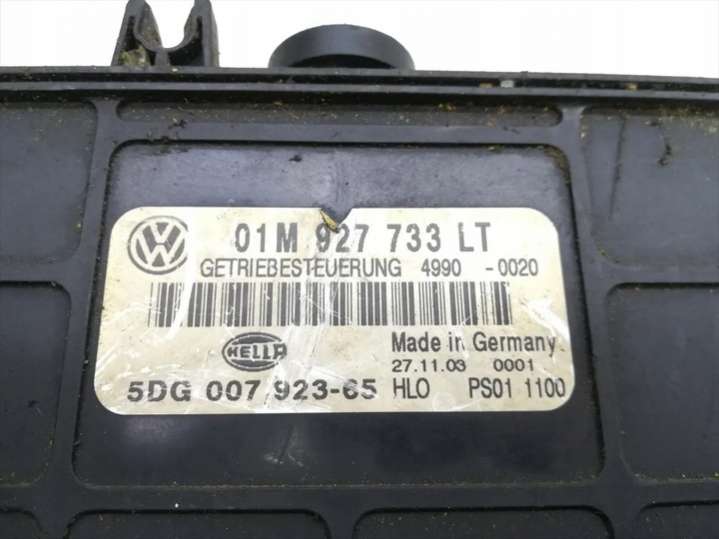 VW
01M 927 733 LT
GETRIEBESTEUERUNG 4990 -0020
HELLA
Made in Germany
27.11.03 0001
5DG 007 923-65 HLO PS01 1100